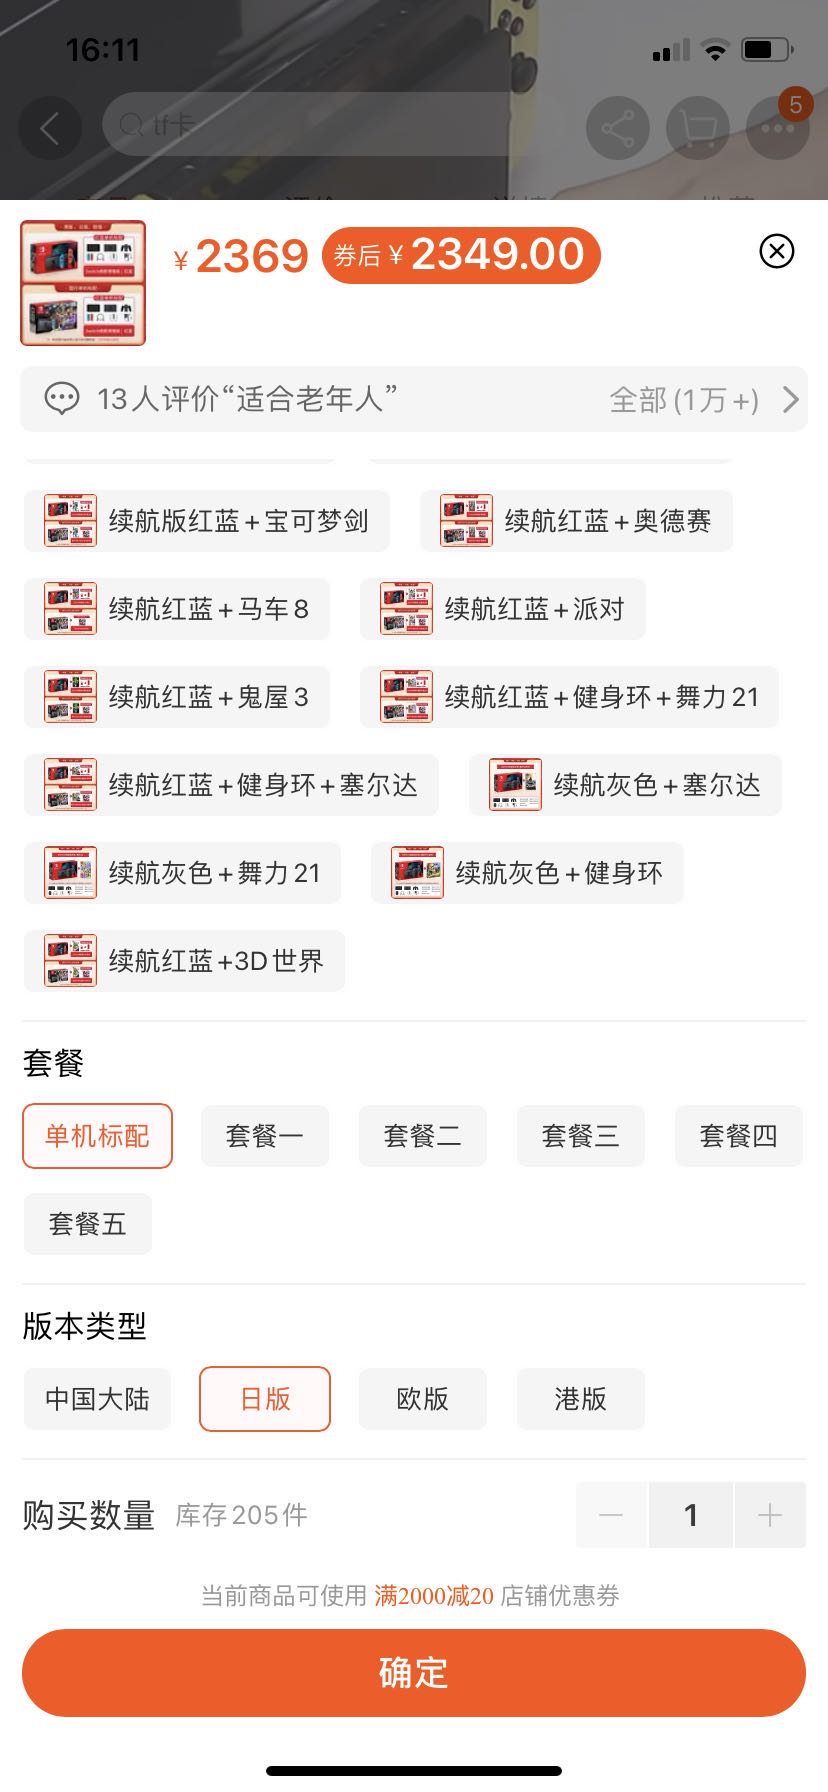 16:11
tf卡
5
¥2369 券后¥2349.00
13人评价“适合老年人” 全部(1万+)
续航版红蓝+宝可梦剑 续航红蓝+奥德赛
续航红蓝+马车8 续航红蓝+派对
续航红蓝+鬼屋3 续航红蓝+健身环+舞力21
续航红蓝+健身环+塞尔达 续航灰色+塞尔达
续航灰色+舞力21 续航灰色+健身环
续航红蓝+3D世界
套餐
单机标配 套餐一 套餐二 套餐三 套餐四
套餐五
版本类型
中国大陆 日版 欧版 港版
购买数量 库存205件 1
当前商品可使用 满2000减20 店铺优惠券
确定